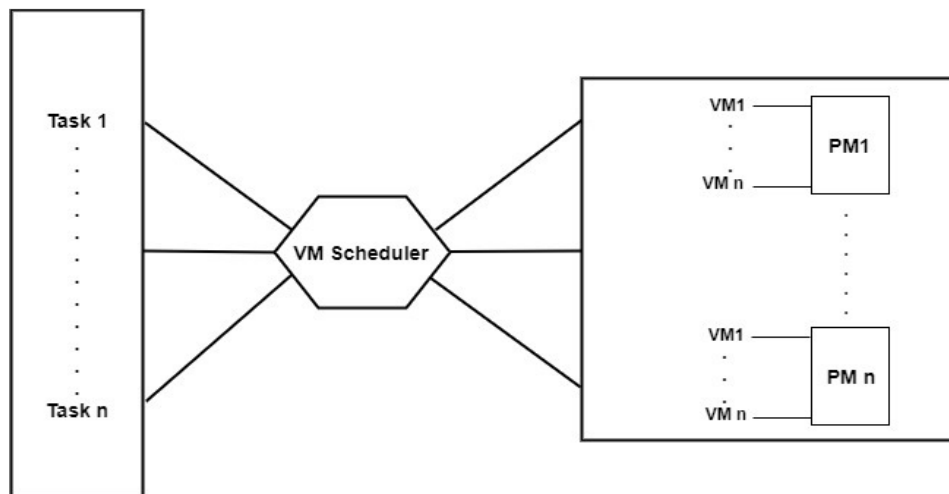 Task 1
Task n
VM Scheduler
VM1
VM n
PM1
VM1
VM n
PM n